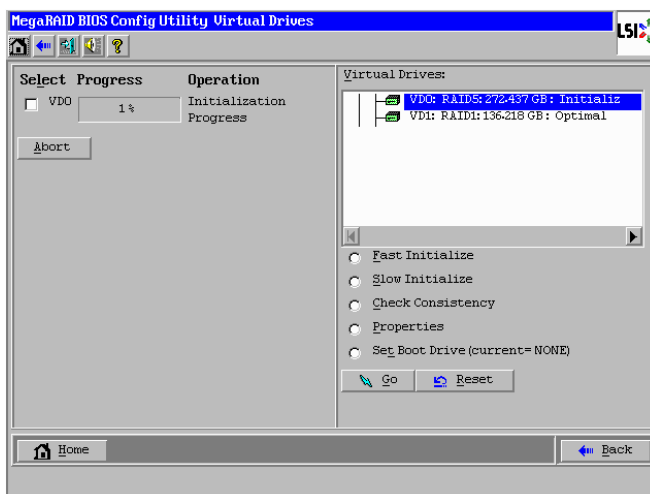 MegaRAID BIOS Config Utility Virtual Drives
LSI
Select Progress Operation
VD0 1% Initialization Progress
Abort
Virtual Drives:
VD0: RAID5: 272.437 GB: Initializ
VD1: RAID1: 136.218 GB: Optimal
Fast Initialize
Slow Initialize
Check Consistency
Properties
Set Boot Drive (current= NONE)
Go Reset
Home Back